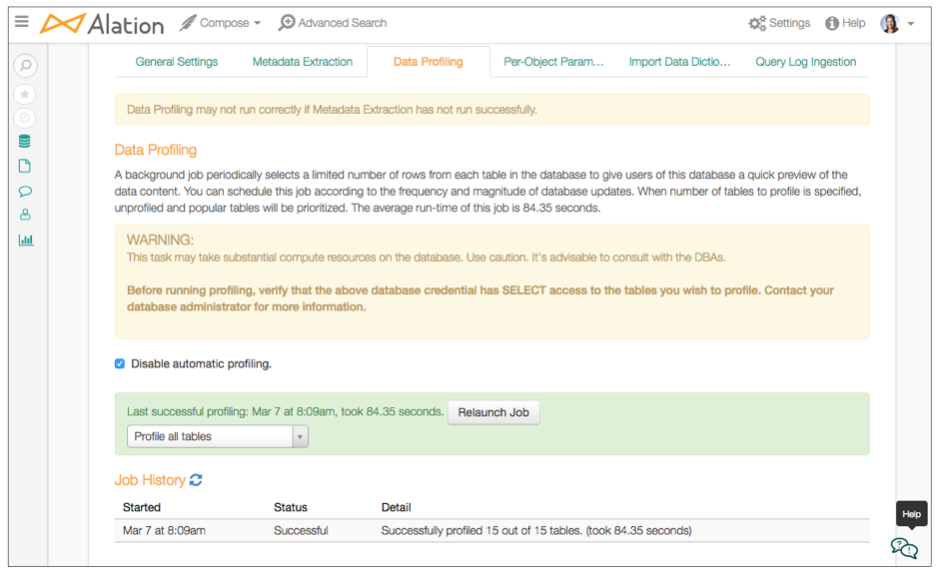 Alation Compose Advanced Search Settings Help
General Settings Metadata Extraction Data Profiling Per-Object Param... Import Data Dictio... Query Log Ingestion
Data Profiling may not run correctly if Metadata Extraction has not run successfully.
Data Profiling
A background job periodically selects a limited number of rows from each table in the database to give users of this database a quick preview of the
data content. You can schedule this job according to the frequency and magnitude of database updates. When number of tables to profile is specified,
unprofiled and popular tables will be prioritized. The average run-time of this job is 84.35 seconds.
WARNING:
This task may take substantial compute resources on the database. Use caution. It's advisable to consult with the DBAs.
Before running profiling, verify that the above database credential has SELECT access to the tables you wish to profile. Contact your
database administrator for more information.
Disable automatic profiling.
Last successful profiling: Mar 7 at 8:09am, took 84.35 seconds. Relaunch Job
Profile all tables
Job History
Started Status Detail
Mar 7 at 8:09am Successful Successfully profiled 15 out of 15 tables. (took 84.35 seconds)
Help